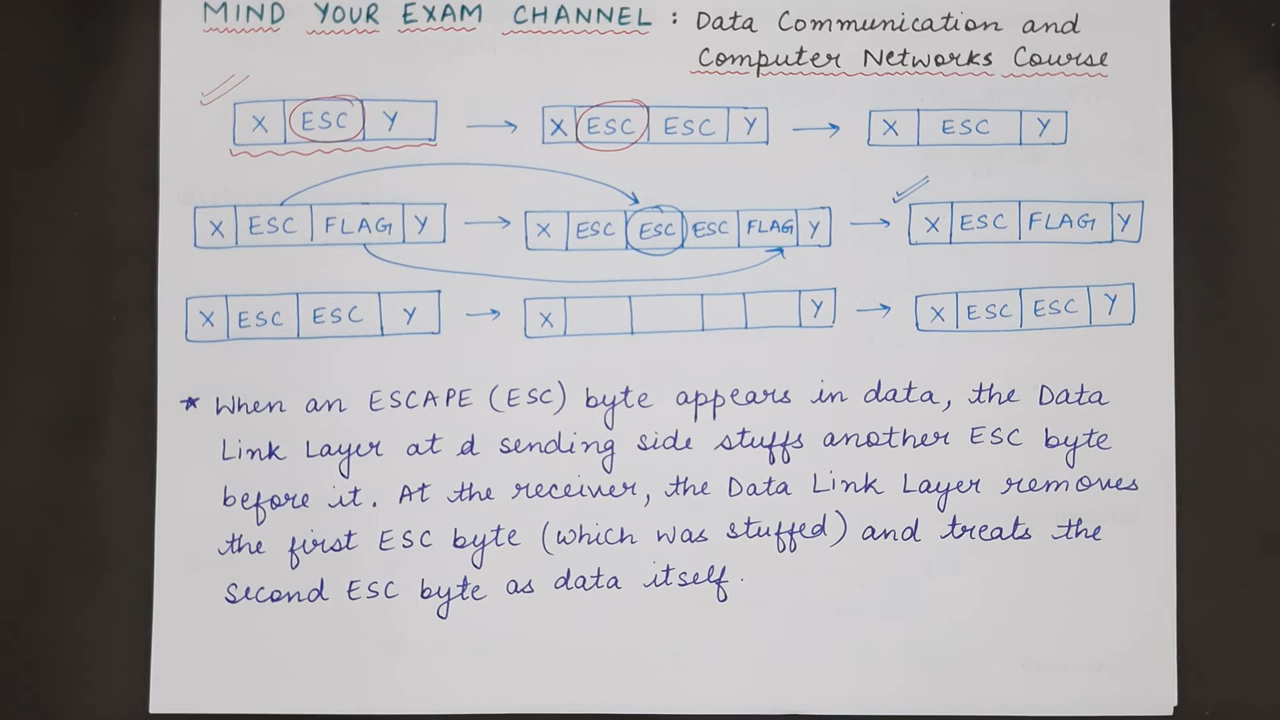 MIND YOUR EXAM CHANNEL : Data Communication and
Computer Networks Course
X ESC Y → X ESC ESC Y → X ESC Y
X ESC FLAG Y → X ESC ESC ESC FLAG Y → X ESC FLAG Y
X ESC ESC Y → X Y → X ESC ESC Y
* When an ESCAPE (ESC) byte appears in data, the Data
Link Layer at d sending side stuffs another ESC byte
before it. At the receiver, the Data Link Layer removes
the first ESC byte (which was stuffed) and treats the
second ESC byte as data itself.